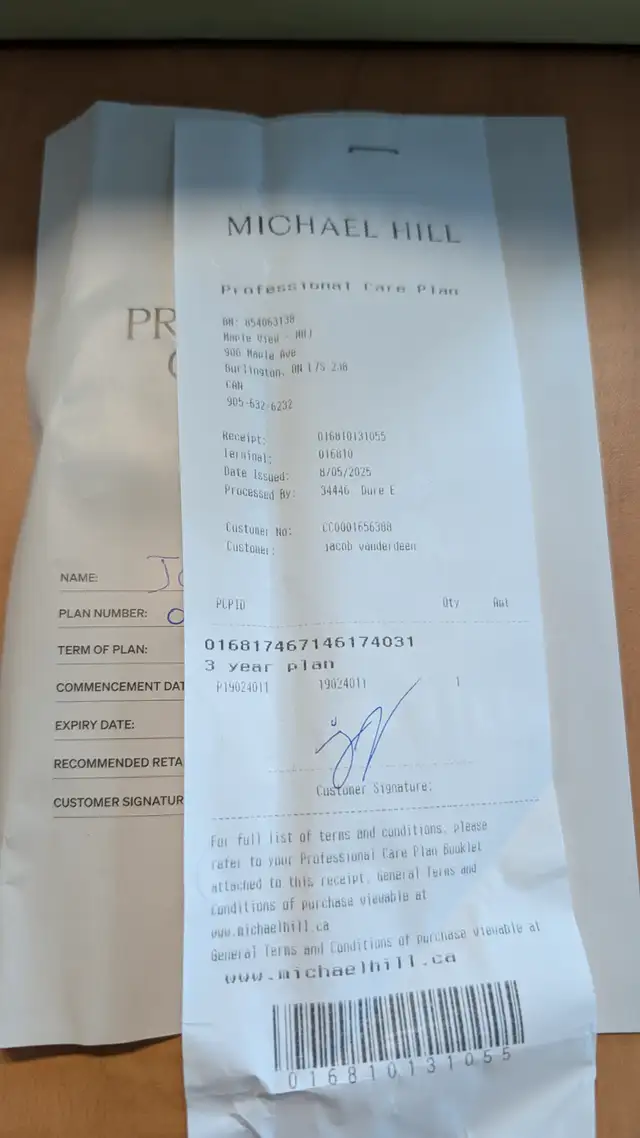 MICHAEL HILL
Professional Care Plan
BN: 854063138
Maple View - MHJ
900 Maple Ave
Burlington, ON L7S 2J8
CAN
905-632-6232
Receipt: 016810131055
Terminal: 016810
Date Issued: 8/05/2025
Processed By: 34446 Dure E
Customer No: CC0001656388
Customer: jacob vanderdeen
PCPID Qty Amt
016817467146174031
3 year plan
P19024011 19024011 1
Customer Signature:
For full list of terms and conditions, please
refer to your Professional Care Plan Booklet
attached to this receipt. General Terms and
Conditions of purchase viewable at
www.michaelhill.ca
General Terms and Conditions of purchase viewable at
www.michaelhill.ca
016810131055
PR
C
NAME: Jc
PLAN NUMBER: 0
TERM OF PLAN:
COMMENCEMENT DAT
EXPIRY DATE:
RECOMMENDED RETA
CUSTOMER SIGNATUR